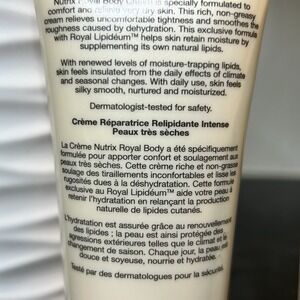 Nutrix Royal Body Cream is specially formulated to
comfort and relieve very dry skin. This rich, non-greasy
cream relieves uncomfortable tightness and smoothes the
roughness caused by dehydration. This exclusive formula
with Royal Lipidéum™ helps skin retain moisture by
supplementing its own natural lipids.
With renewed levels of moisture-trapping lipids,
skin feels insulated from the daily effects of climate
and seasonal changes. With daily use, skin feels
silky smooth, nurtured and moisturized.
Dermatologist-tested for safety.
Crème Réparatrice Relipidante Intense
Peaux très sèches
La Crème Nutrix Royal Body a été spécifiquement
formulée pour apporter confort et soulagement aux
peaux très sèches. Cette crème riche et non-grasse
soulage des tiraillements inconfortables et lisse les
rugosités dues à la déshydratation. Cette formule
exclusive au Royal Lipidéum™ aide votre peau à
retenir l'hydratation en relançant la production
naturelle de lipides cutanés.
L'hydratation est assurée grâce au renouvellement
des lipides ; la peau est ainsi protégée des
agressions extérieures telles que le climat et le
changement de saison. Chaque jour, la peau est
douce et soyeuse, nourrie et hydratée.
Testé par des dermatologues pour la sécurité.